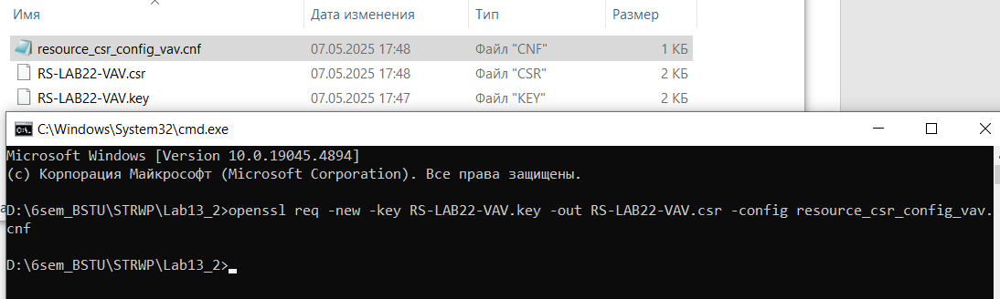 Имя Дата изменения Тип Размер
resource_csr_config_vav.cnf 07.05.2025 17:48 Файл "CNF" 1 КБ
RS-LAB22-VAV.csr 07.05.2025 17:48 Файл "CSR" 2 КБ
RS-LAB22-VAV.key 07.05.2025 17:47 Файл "KEY" 2 КБ
C:\Windows\System32\cmd.exe
Microsoft Windows [Version 10.0.19045.4894]
(c) Корпорация Майкрософт (Microsoft Corporation). Все права защищены.
D:\6sem_BSTU\STRWP\Lab13_2>openssl req -new -key RS-LAB22-VAV.key -out RS-LAB22-VAV.csr -config resource_csr_config_vav.
cnf
D:\6sem_BSTU\STRWP\Lab13_2>